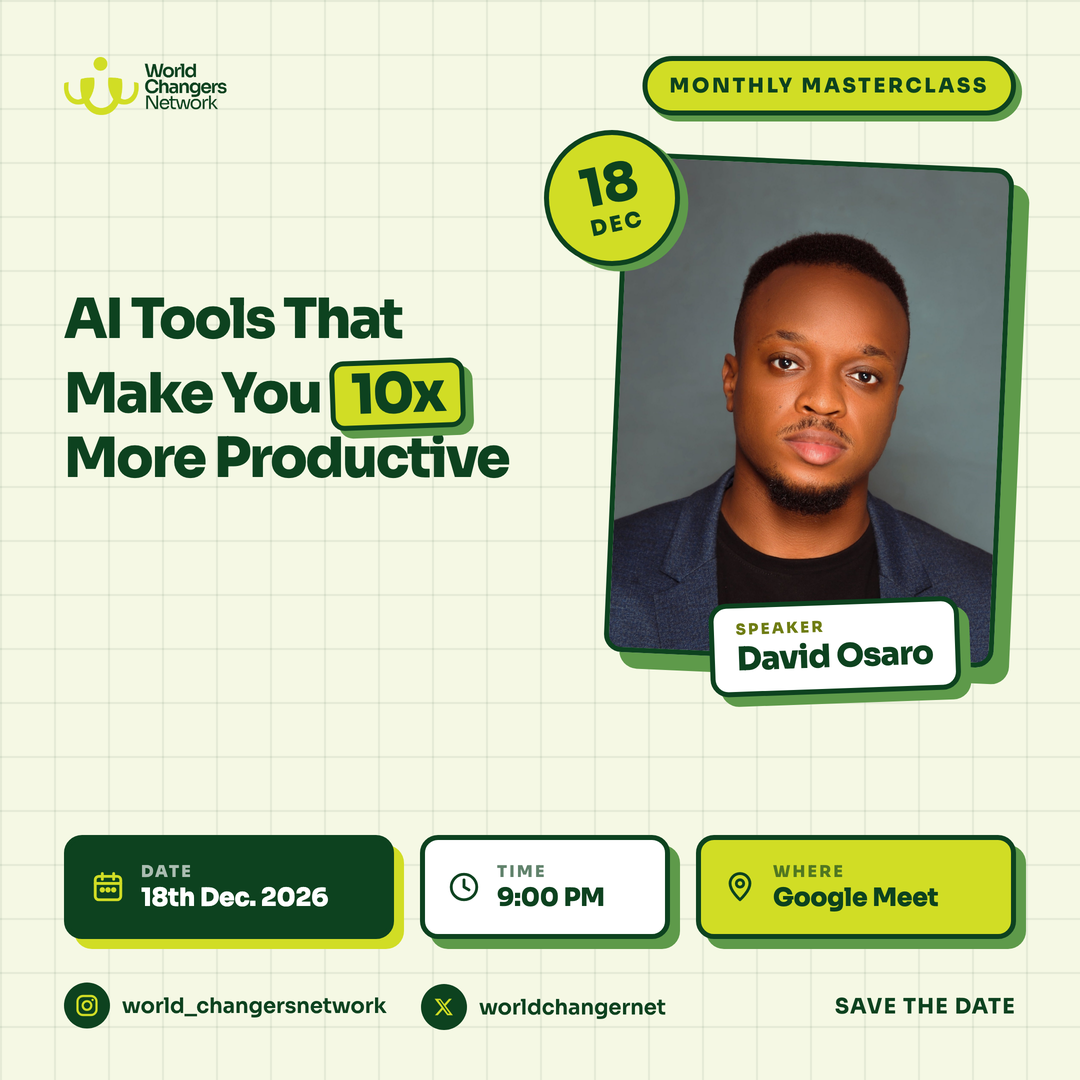 World
Changers
Network
MONTHLY MASTERCLASS
18
DEC
AI Tools That
Make You 10x
More Productive
SPEAKER
David Osaro
DATE
18th Dec. 2026
TIME
9:00 PM
WHERE
Google Meet
world_changersnetwork
worldchangernet
SAVE THE DATE